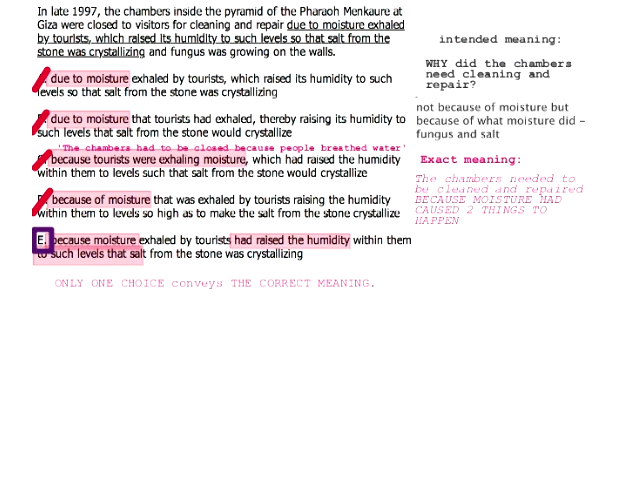 In late 1997, the chambers inside the pyramid of the Pharaoh Menkaure at
Giza were closed to visitors for cleaning and repair due to moisture exhaled
by tourists, which raised its humidity to such levels so that salt from the
stone was crystallizing and fungus was growing on the walls.
due to moisture exhaled by tourists, which raised its humidity to such
levels so that salt from the stone was crystallizing
due to moisture that tourists had exhaled, thereby raising its humidity to
such levels that salt from the stone would crystallize
'The chambers had to be closed because people breathed water'
because tourists were exhaling moisture, which had raised the humidity
within them to levels such that salt from the stone would crystallize
because of moisture that was exhaled by tourists raising the humidity
within them to levels so high as to make the salt from the stone crystallize
E. because moisture exhaled by tourists had raised the humidity within them
to such levels that salt from the stone was crystallizing
ONLY ONE CHOICE conveys THE CORRECT MEANING.
intended meaning:
WHY did the chambers
need cleaning and
repair?
not because of moisture but
because of what moisture did –
fungus and salt
Exact meaning:
The chambers needed to
be cleaned and repaired
BECAUSE MOISTURE HAD
CAUSED 2 THINGS TO
HAPPEN